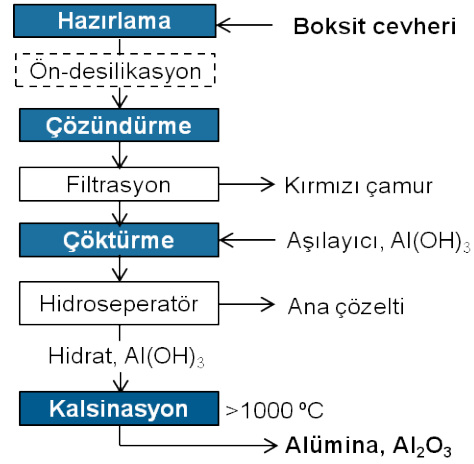 Hazırlama
Boksit cevheri
Ön-desilikasyon
Çözündürme
Filtrasyon
Kırmızı çamur
Çöktürme
Aşılayıcı, Al(OH)₃
Hidroseperatör
Ana çözelti
Hidrat, Al(OH)₃
Kalsinasyon
>1000 ºC
Alümina, Al₂O₃